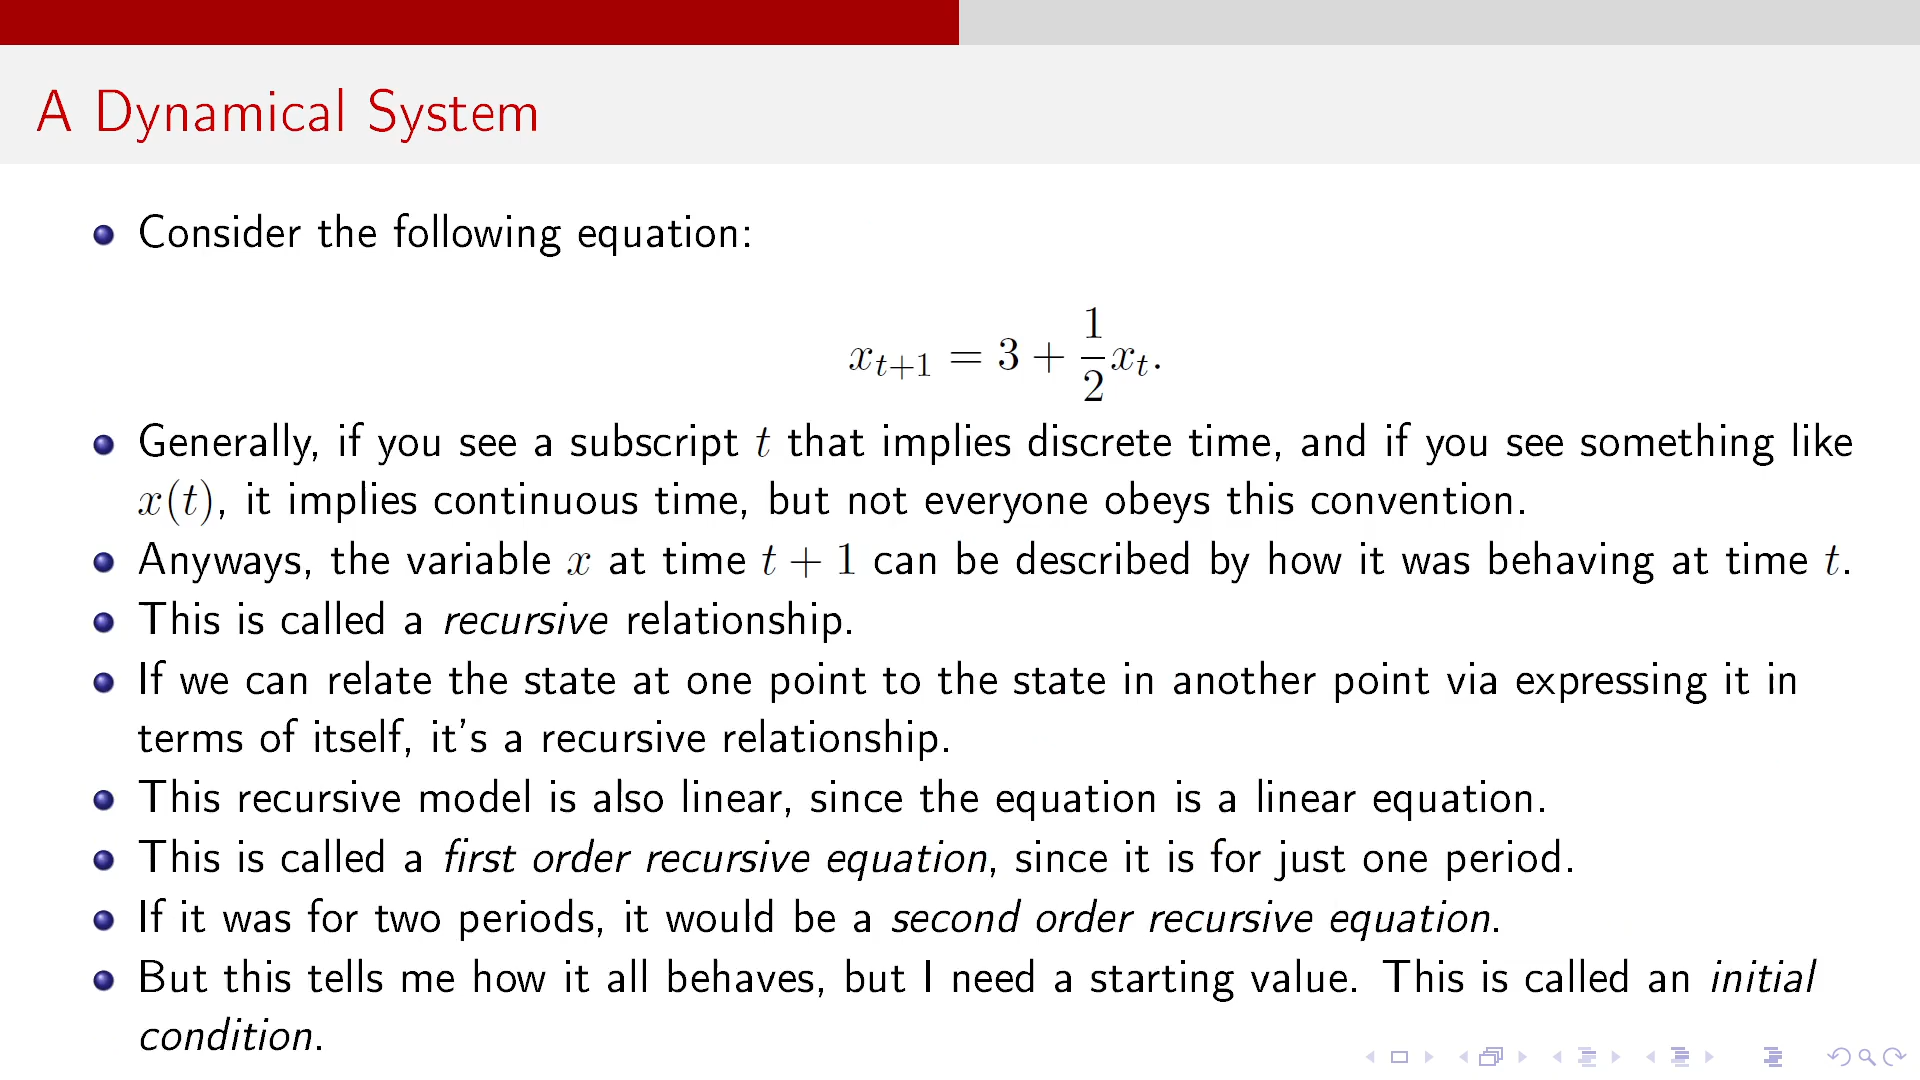 A Dynamical System
Consider the following equation:
x_{t+1} = 3 + \frac{1}{2}x_t.
Generally, if you see a subscript t that implies discrete time, and if you see something like
x(t), it implies continuous time, but not everyone obeys this convention.
Anyways, the variable x at time t + 1 can be described by how it was behaving at time t.
This is called a recursive relationship.
If we can relate the state at one point to the state in another point via expressing it in
terms of itself, it's a recursive relationship.
This recursive model is also linear, since the equation is a linear equation.
This is called a first order recursive equation, since it is for just one period.
If it was for two periods, it would be a second order recursive equation.
But this tells me how it all behaves, but I need a starting value. This is called an initial
condition.